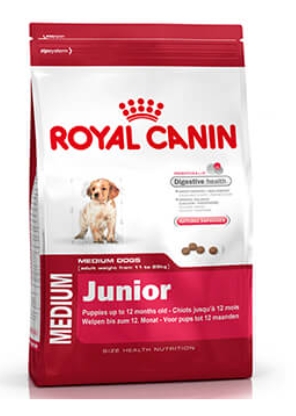 ROYAL CANIN
Digestive health
MEDIUM DOGS
(adult weight from 11 to 25kg)
MEDIUM
Junior
Puppies up to 12 months old - Chiots jusqu'à 12 mois
Welpen bis zum 12. Monat - Voor pups tot 12 maanden
SIZE HEALTH NUTRITION